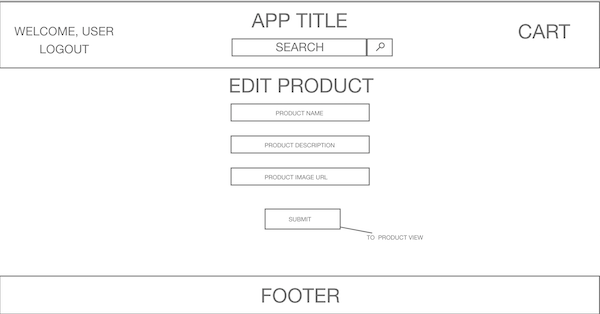 WELCOME, USER
LOGOUT
APP TITLE
SEARCH
CART
EDIT PRODUCT
PRODUCT NAME
PRODUCT DESCRIPTION
PRODUCT IMAGE URL
SUBMIT
TO PRODUCT VIEW
FOOTER